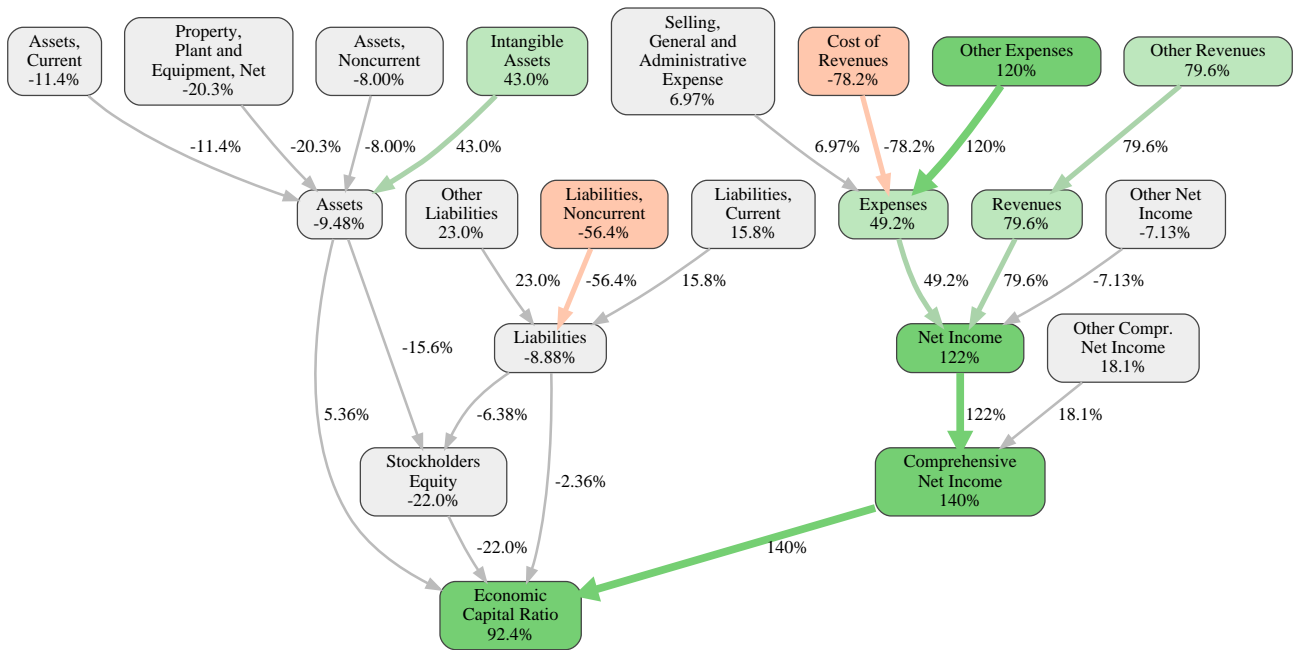 Assets,
Current
-11.4%
Property,
Plant and
Equipment, Net
-20.3%
Assets,
Noncurrent
-8.00%
Intangible
Assets
43.0%
Selling,
General and
Administrative
Expense
6.97%
Cost of
Revenues
-78.2%
Other Expenses
120%
Other Revenues
79.6%
-11.4%
-20.3%
-8.00%
43.0%
6.97%
-78.2%
120%
79.6%
Assets
-9.48%
Other
Liabilities
23.0%
Liabilities,
Noncurrent
-56.4%
Liabilities,
Current
15.8%
Expenses
49.2%
Revenues
79.6%
Other Net
Income
-7.13%
23.0%
-56.4%
15.8%
49.2%
79.6%
-7.13%
Liabilities
-8.88%
Net Income
122%
Other Compr.
Net Income
18.1%
-15.6%
5.36%
-6.38%
-2.36%
122%
18.1%
Stockholders
Equity
-22.0%
Comprehensive
Net Income
140%
-22.0%
140%
Economic
Capital Ratio
92.4%